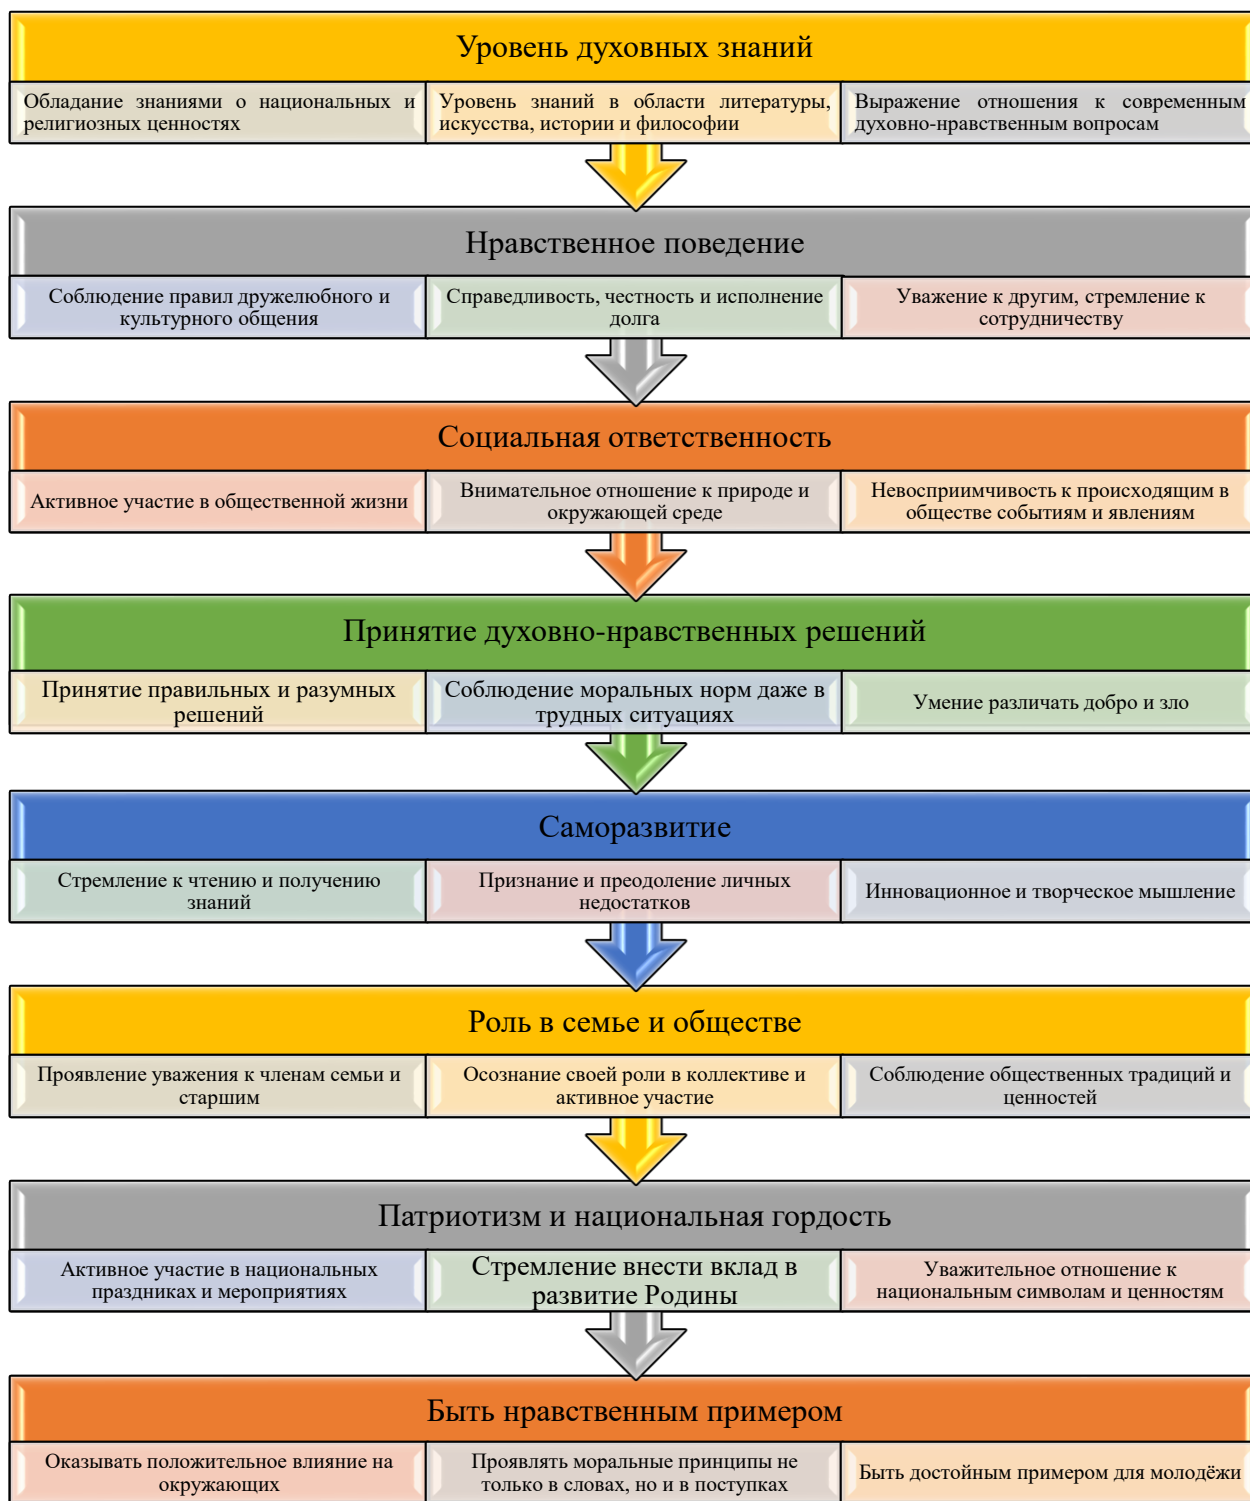 Уровень духовных знаний
Обладание знаниями о национальных и
религиозных ценностях
Уровень знаний в области литературы,
искусства, истории и философии
Выражение отношения к современным
духовно-нравственным вопросам
Нравственное поведение
Соблюдение правил дружелюбного и
культурного общения
Справедливость, честность и исполнение
долга
Уважение к другим, стремление к
сотрудничеству
Социальная ответственность
Активное участие в общественной жизни
Внимательное отношение к природе и
окружающей среде
Невосприимчивость к происходящим в
обществе событиям и явлениям
Принятие духовно-нравственных решений
Принятие правильных и разумных
решений
Соблюдение моральных норм даже в
трудных ситуациях
Умение различать добро и зло
Саморазвитие
Стремление к чтению и получению
знаний
Признание и преодоление личных
недостатков
Инновационное и творческое мышление
Роль в семье и обществе
Проявление уважения к членам семьи и
старшим
Осознание своей роли в коллективе и
активное участие
Соблюдение общественных традиций и
ценностей
Патриотизм и национальная гордость
Активное участие в национальных
праздниках и мероприятиях
Стремление внести вклад в
развитие Родины
Уважительное отношение к
национальным символам и ценностям
Быть нравственным примером
Оказывать положительное влияние на
окружающих
Проявлять моральные принципы не
только в словах, но и в поступках
Быть достойным примером для молодёжи